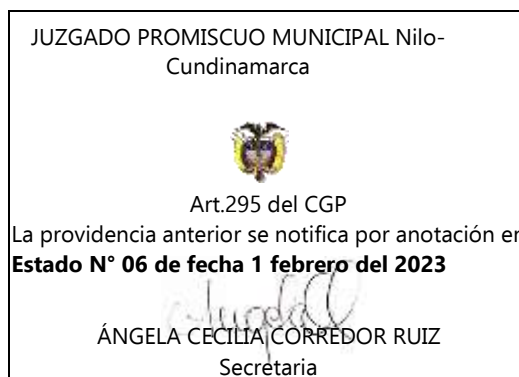 JUZGADO PROMISCUO MUNICIPAL Nilo-
Cundinamarca
Art.295 del CGP
La providencia anterior se notifica por anotación en
Estado N° 06 de fecha 1 febrero del 2023
ÁNGELA CECILIA CORREDOR RUIZ
Secretaria